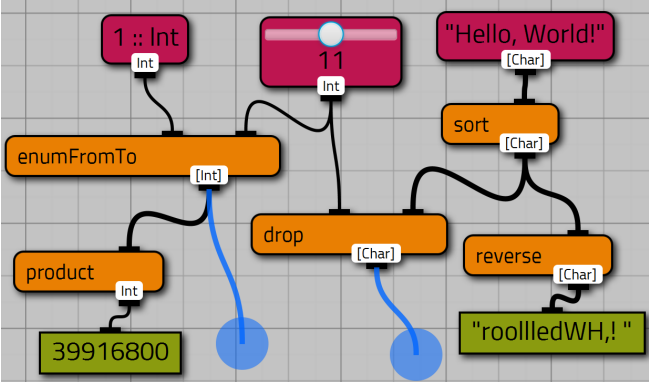 1 :: Int
Int
11
Int
"Hello, World!"
[Char]
sort
[Char]
enumFromTo
[Int]
drop
[Char]
reverse
[Char]
product
Int
39916800
"roollledWH,! "